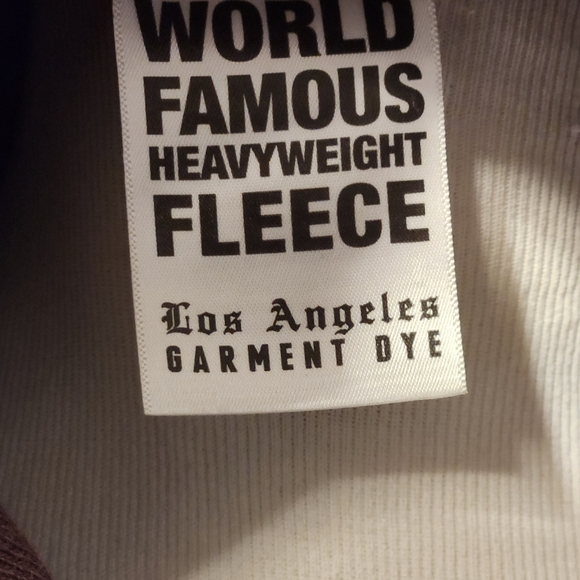 WORLD
FAMOUS
HEAVYWEIGHT
FLEECE
Los Angeles
GARMENT DYE